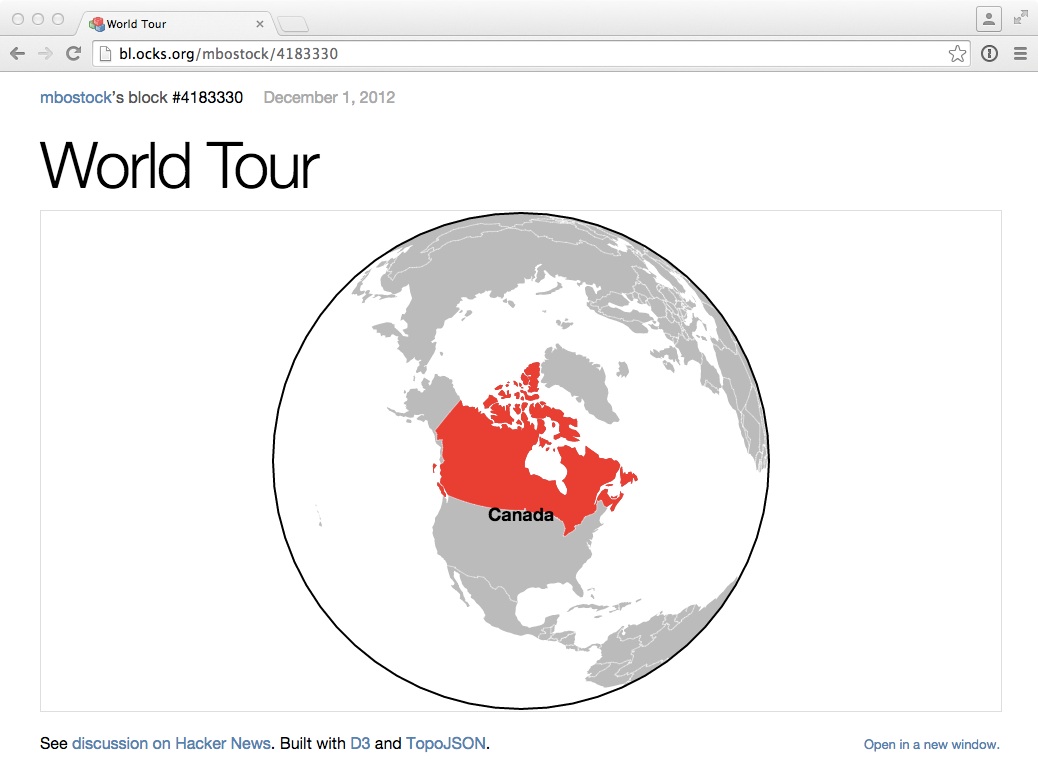 World Tour
bl.ocks.org/mbostock/4183330
mbostock's block #4183330 December 1, 2012
World Tour
Canada
See discussion on Hacker News. Built with D3 and TopoJSON.
Open in a new window.